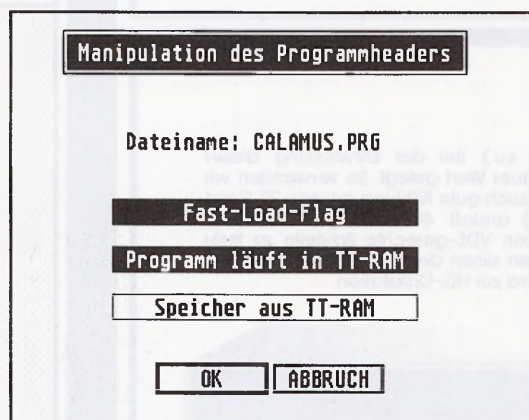 Manipulation des Programmheaders
Dateiname: CALAMUS.PRG
Fast-Load-Flag
Programm läuft in TT-RAM
Speicher aus TT-RAM
OK
ABBRUCH